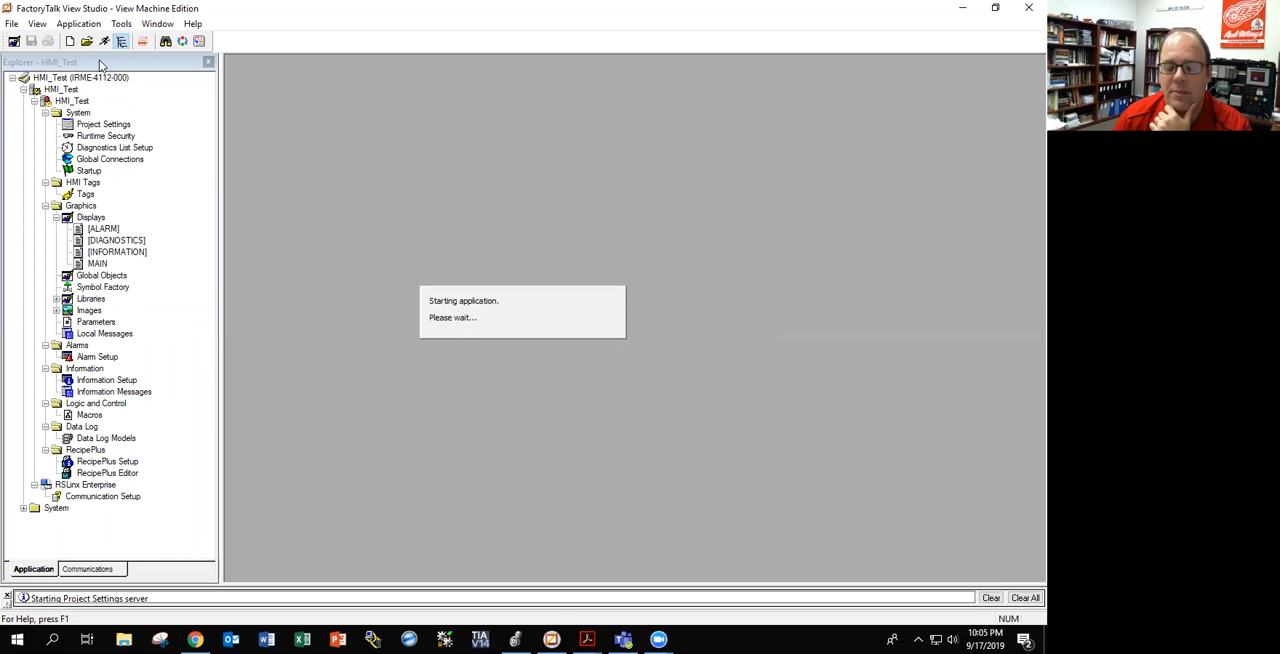 FactoryTalk View Studio - View Machine Edition
File View Application Tools Window Help
Explorer - HMI_Test
HMI_Test (IRME-4112-000)
HMI_Test
HMI_Test
System
Project Settings
Runtime Security
Diagnostics List Setup
Global Connections
Startup
HMI Tags
Tags
Graphics
Displays
[ALARM]
[DIAGNOSTICS]
[INFORMATION]
MAIN
Global Objects
Symbol Factory
Libraries
Images
Parameters
Local Messages
Alarms
Alarm Setup
Information
Information Setup
Information Messages
Logic and Control
Macros
Data Log
Data Log Models
RecipePlus
RecipePlus Setup
RecipePlus Editor
RSLinx Enterprise
Communication Setup
System
Starting application.
Please wait...
Application Communications
Starting Project Settings server
Clear Clear All
For Help, press F1
NUM
TIA
V14
10:05 PM
9/17/2019
2